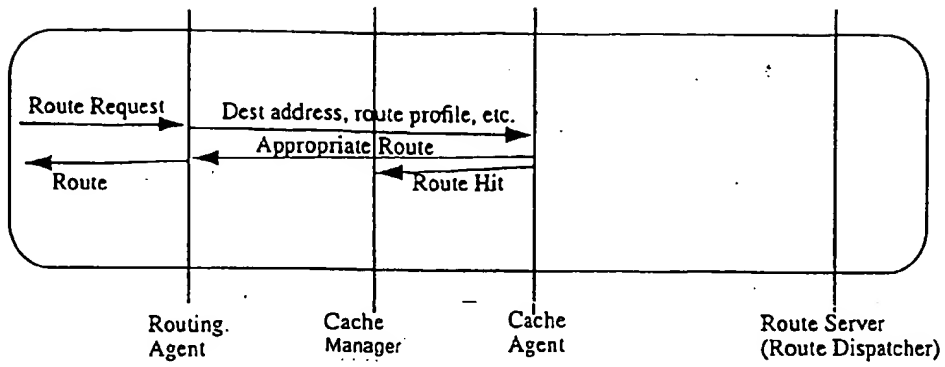 Route Request
Dest address, route profile, etc.
Appropriate Route
Route
Route Hit
Routing.
Agent
Cache
Manager
Cache
Agent
Route Server
(Route Dispatcher)